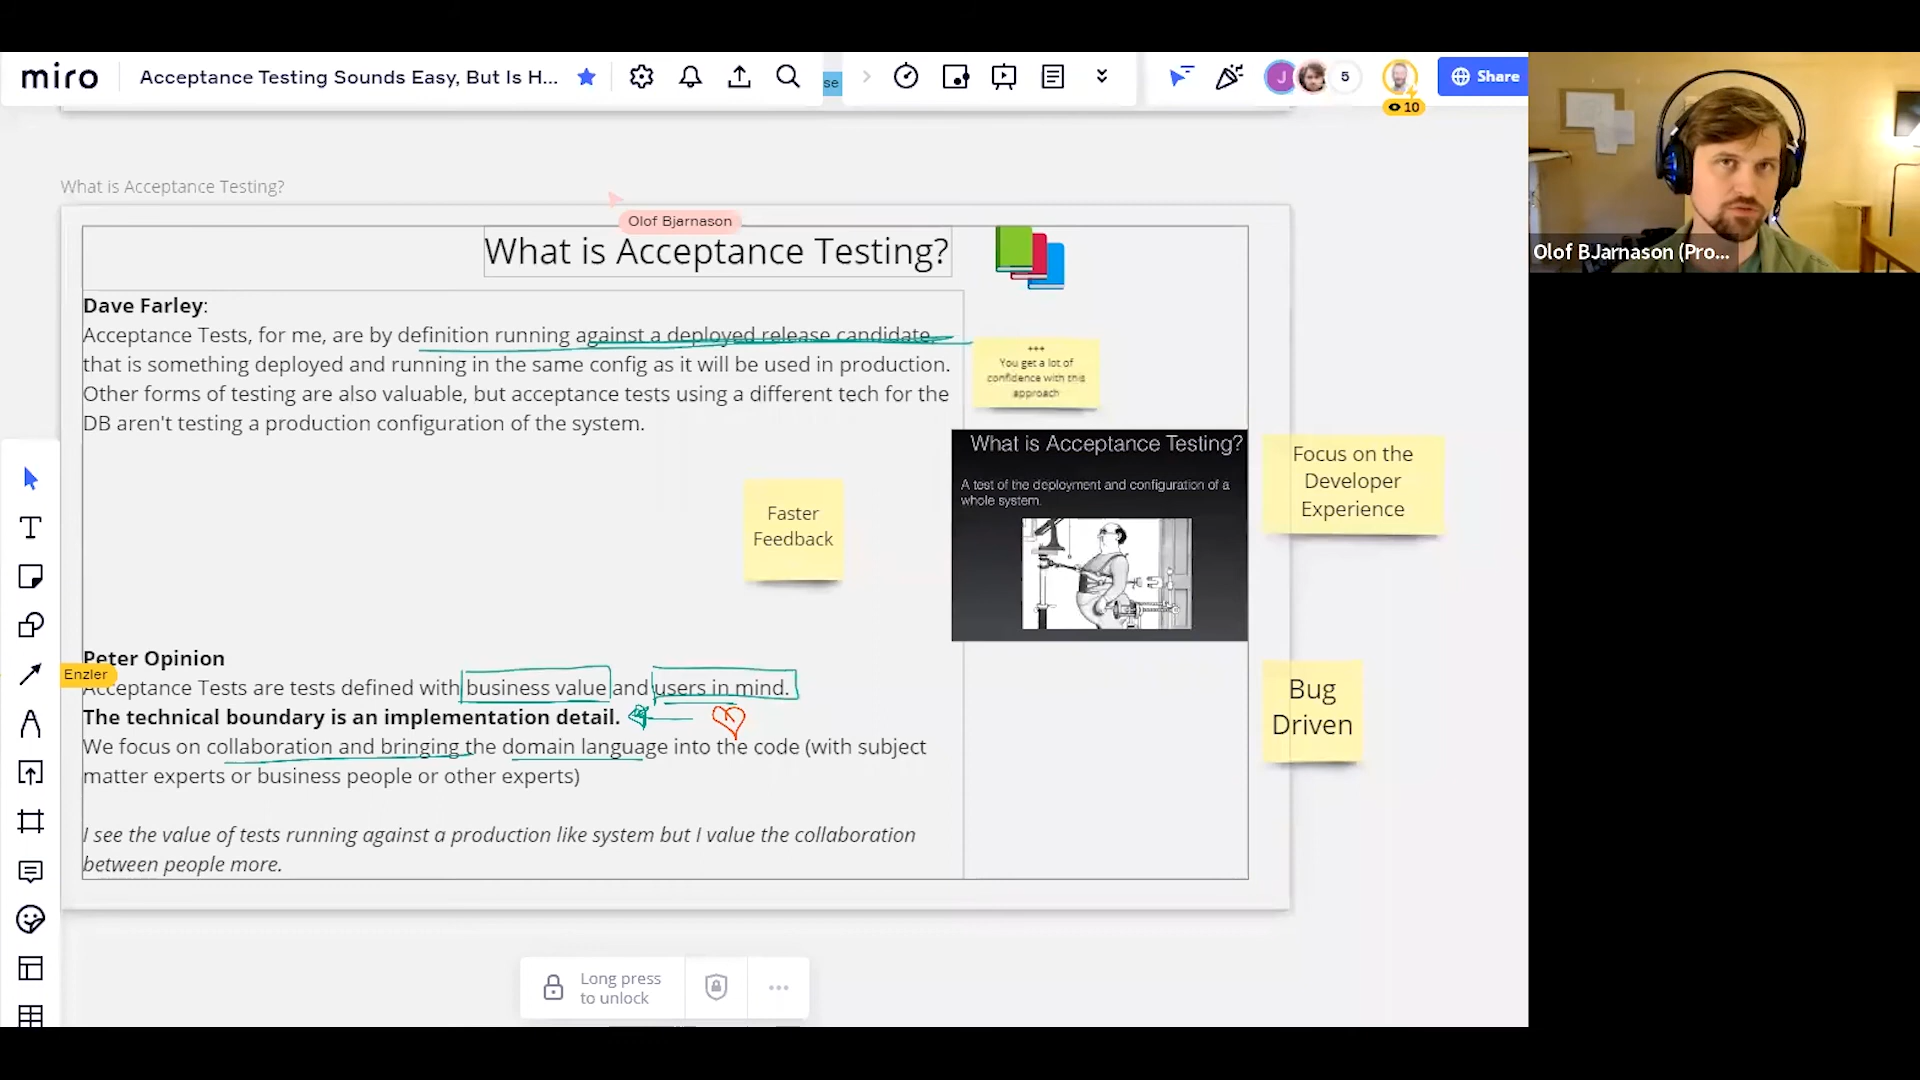 miro
Acceptance Testing Sounds Easy, But Is H...
se
J
5
10
Share
What is Acceptance Testing?
Olof Bjarnason
What is Acceptance Testing?
Dave Farley:
Acceptance Tests, for me, are by definition running against a deployed release candidate,
that is something deployed and running in the same config as it will be used in production.
Other forms of testing are also valuable, but acceptance tests using a different tech for the
DB aren't testing a production configuration of the system.
+++
You get a lot of
confidence with this
approach
What is Acceptance Testing?
A test of the deployment and configuration of a
whole system.
Focus on the
Developer
Experience
Faster
Feedback
Peter Opinion
Enzler
Acceptance Tests are tests defined with business value and users in mind.
The technical boundary is an implementation detail.
We focus on collaboration and bringing the domain language into the code (with subject
matter experts or business people or other experts)
I see the value of tests running against a production like system but I value the collaboration
between people more.
Bug
Driven
Long press
to unlock
Olof BJarnason (Pro...